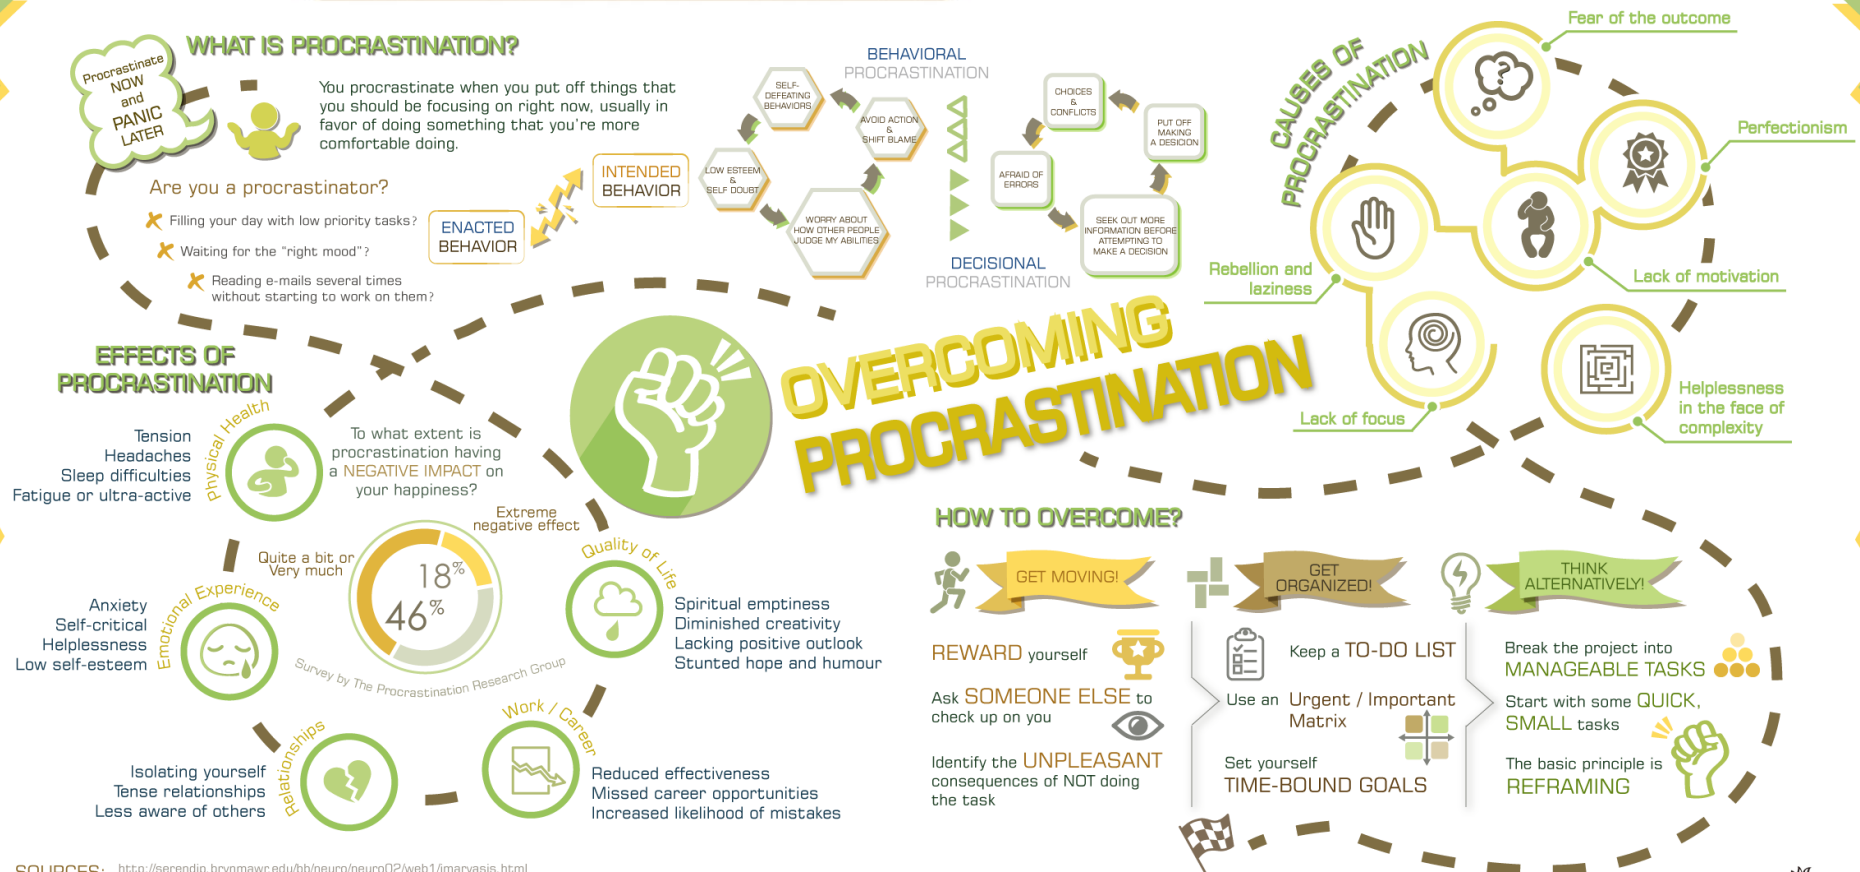 Procrastinate
NOW
and
PANIC
LATER
WHAT IS PROCRASTINATION?
You procrastinate when you put off things that
you should be focusing on right now, usually in
favor of doing something that you're more
comfortable doing.
Are you a procrastinator?
Filling your day with low priority tasks?
Waiting for the "right mood"?
Reading e-mails several times
without starting to work on them?
ENACTED
BEHAVIOR
INTENDED
BEHAVIOR
BEHAVIORAL
PROCRASTINATION
SELF-
DEFEATING
BEHAVIORS
AVOID ACTION
&
SHIFT BLAME
LOW ESTEEM
&
SELF DOUBT
WORRY ABOUT
HOW OTHER PEOPLE
JUDGE MY ABILITIES
CHOICES
&
CONFLICTS
PUT OFF
MAKING
A DESICION
AFRAID OF
ERRORS
SEEK OUT MORE
INFORMATION BEFORE
ATTEMPTING TO
MAKE A DECISION
DECISIONAL
PROCRASTINATION
CAUSES OF
PROCRASTINATION
Fear of the outcome
Perfectionism
Lack of motivation
Rebellion and
laziness
Lack of focus
Helplessness
in the face of
complexity
OVERCOMING
PROCRASTINATION
EFFECTS OF
PROCRASTINATION
Physical Health
Tension
Headaches
Sleep difficulties
Fatigue or ultra-active
To what extent is
procrastination having
a NEGATIVE IMPACT on
your happiness?
Extreme
negative effect
Quite a bit or
Very much
18%
46%
Survey by The Procrastination Research Group
Emotional Experience
Anxiety
Self-critical
Helplessness
Low self-esteem
Quality of Life
Spiritual emptiness
Diminished creativity
Lacking positive outlook
Stunted hope and humour
Relationships
Isolating yourself
Tense relationships
Less aware of others
Work / Career
Reduced effectiveness
Missed career opportunities
Increased likelihood of mistakes
HOW TO OVERCOME?
GET MOVING!
REWARD yourself
Ask SOMEONE ELSE to
check up on you
Identify the UNPLEASANT
consequences of NOT doing
the task
GET
ORGANIZED!
Keep a TO-DO LIST
Use an Urgent / Important
Matrix
Set yourself
TIME-BOUND GOALS
THINK
ALTERNATIVELY!
Break the project into
MANAGEABLE TASKS
Start with some QUICK,
SMALL tasks
The basic principle is
REFRAMING
SOURCES: http://serendip.brynmawr.edu/bb/neuro/neuro02/web1/imarvasis.html